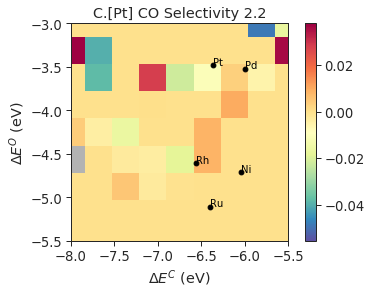 C.[Pt] CO Selectivity 2.2
−3.0
−3.5
−4.0
−4.5
−5.0
−5.5
ΔE^O (eV)
Pt
Pd
Rh
Ni
Ru
−8.0 −7.5 −7.0 −6.5 −6.0 −5.5
ΔE^C (eV)
0.02
0.00
−0.02
−0.04